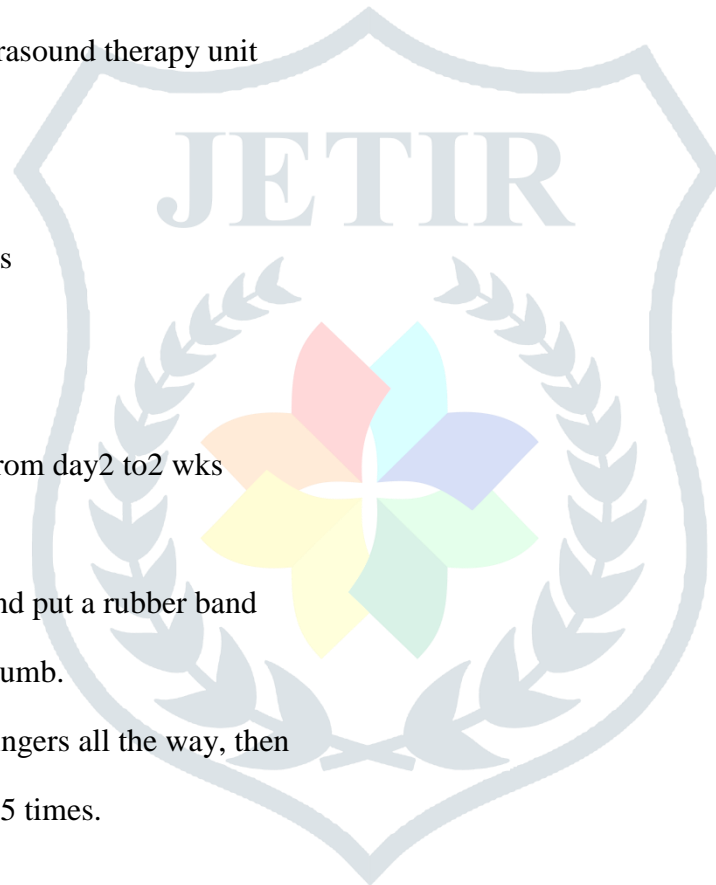 rasound therapy unit
JETIR
s
rom day2 to2 wks
nd put a rubber band
umb.
ngers all the way, then
5 times.